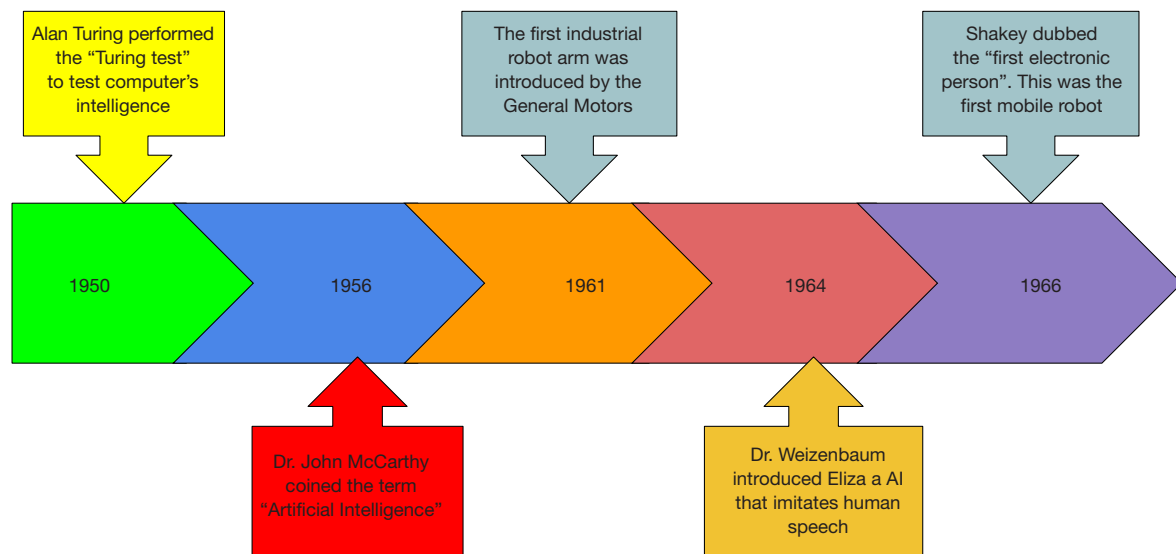 Alan Turing performed
the “Turing test”
to test computer’s
intelligence
The first industrial
robot arm was
introduced by the
General Motors
Shakey dubbed
the “first electronic
person”. This was the
first mobile robot
1950
1956
1961
1964
1966
Dr. John McCarthy
coined the term
“Artificial Intelligence”
Dr. Weizenbaum
introduced Eliza a AI
that imitates human
speech